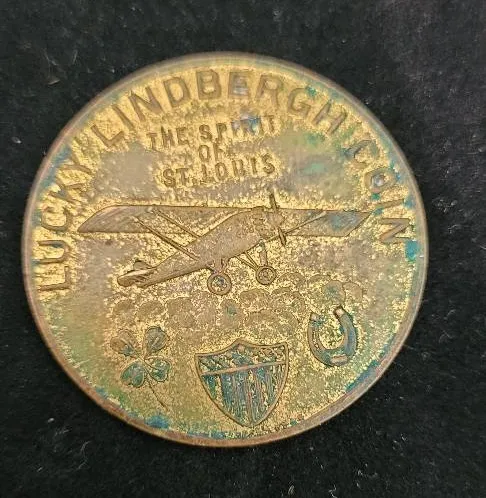 LUCKY LINDBERGH COIN
THE SPIRIT
OF
ST. LOUIS